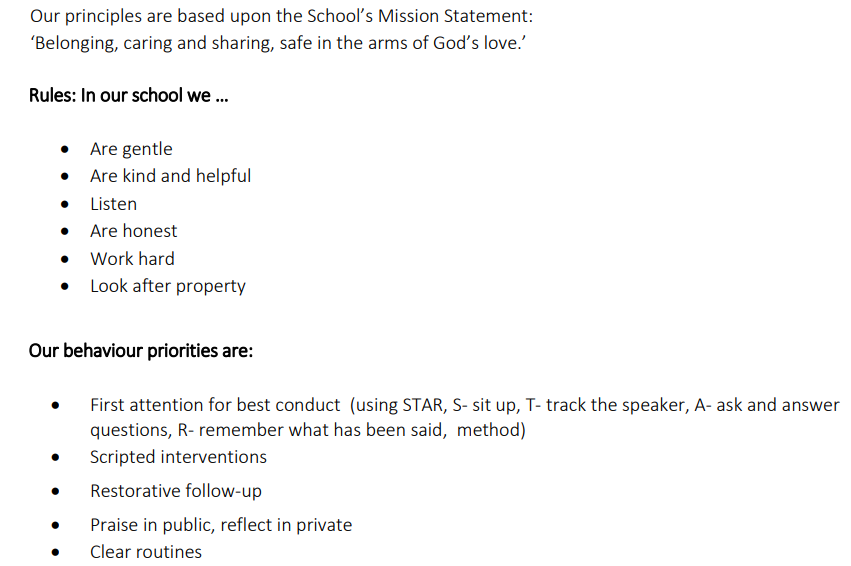 Our principles are based upon the School’s Mission Statement:
‘Belonging, caring and sharing, safe in the arms of God’s love.’
Rules: In our school we ...
• Are gentle
• Are kind and helpful
• Listen
• Are honest
• Work hard
• Look after property
Our behaviour priorities are:
• First attention for best conduct  (using STAR, S- sit up, T- track the speaker, A- ask and answer
questions, R- remember what has been said,  method)
• Scripted interventions
• Restorative follow-up
• Praise in public, reflect in private
• Clear routines